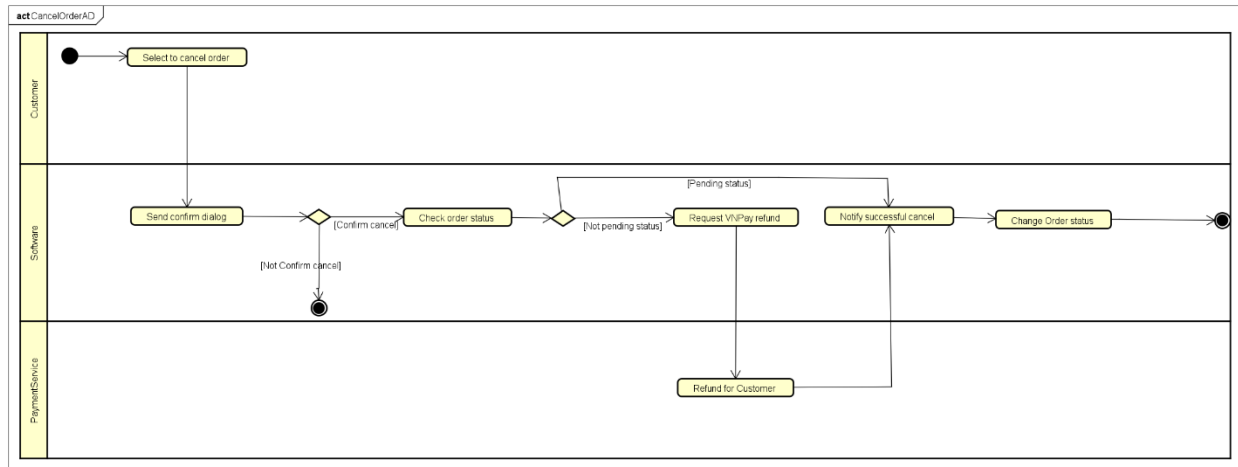 act CancelOrderAD
Customer
Select to cancel order
Software
[Pending status]
Send confirm dialog
Check order status
Request VNPay refund
Notify successful cancel
Change Order status
[Confirm cancel]
[Not pending status]
[Not Confirm cancel]
PaymentService
Refund for Customer